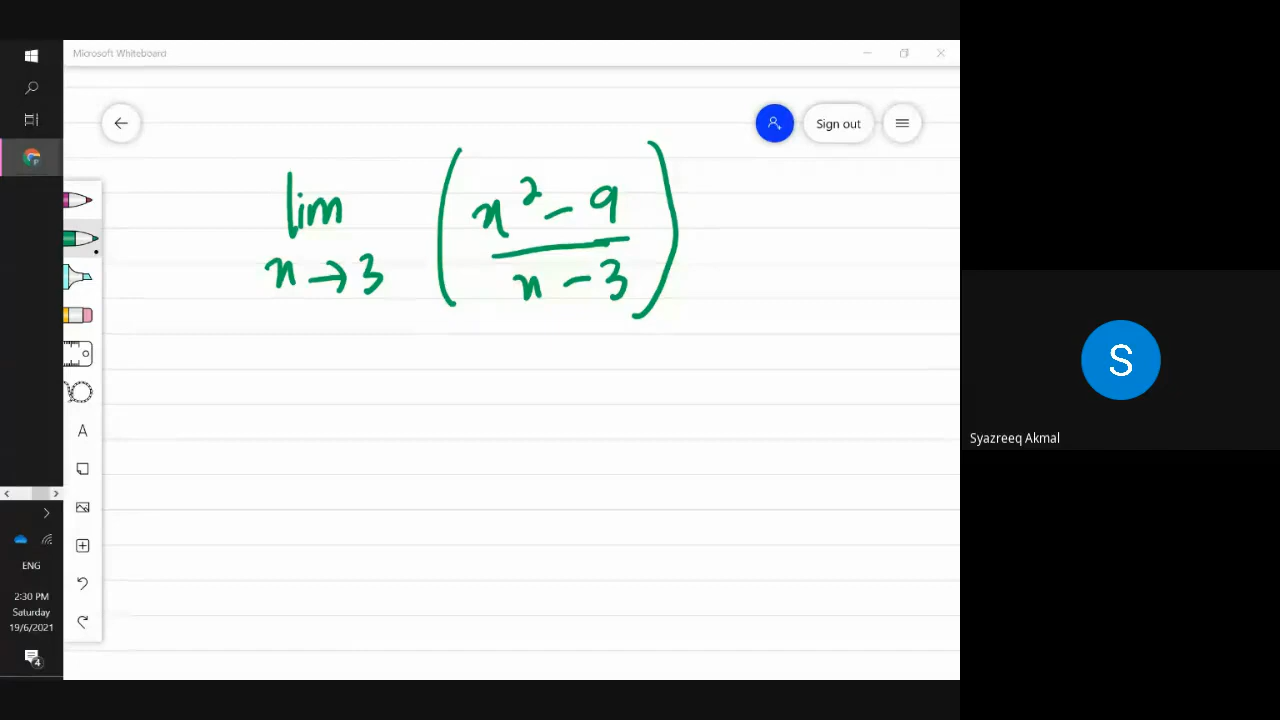 Microsoft Whiteboard
Sign out
lim
x → 3
( x² - 9
x - 3 )
A
S
Syazreeq Akmal
ENG
2:30 PM
Saturday
19/6/2021
4